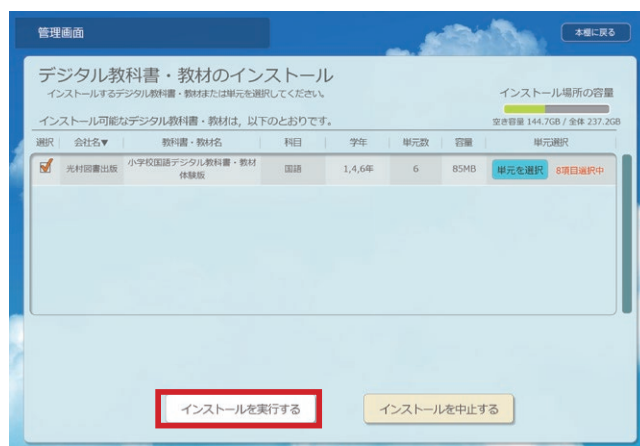 管理画面
本棚に戻る
デジタル教科書・教材のインストール
インストールするデジタル教科書・教材または単元を選択してください。
インストール場所の容量
インストール可能なデジタル教科書・教材は，以下のとおりです。
空き容量 144.7GB / 全体 237.2GB
選択 会社名▼ 教科書・教材名 科目 学年 単元数 容量 単元選択
光村図書出版 小学校国語デジタル教科書・教材 国語 1,4,6年 6 85MB 単元を選択 8項目選択中
体験版
インストールを実行する インストールを中止する